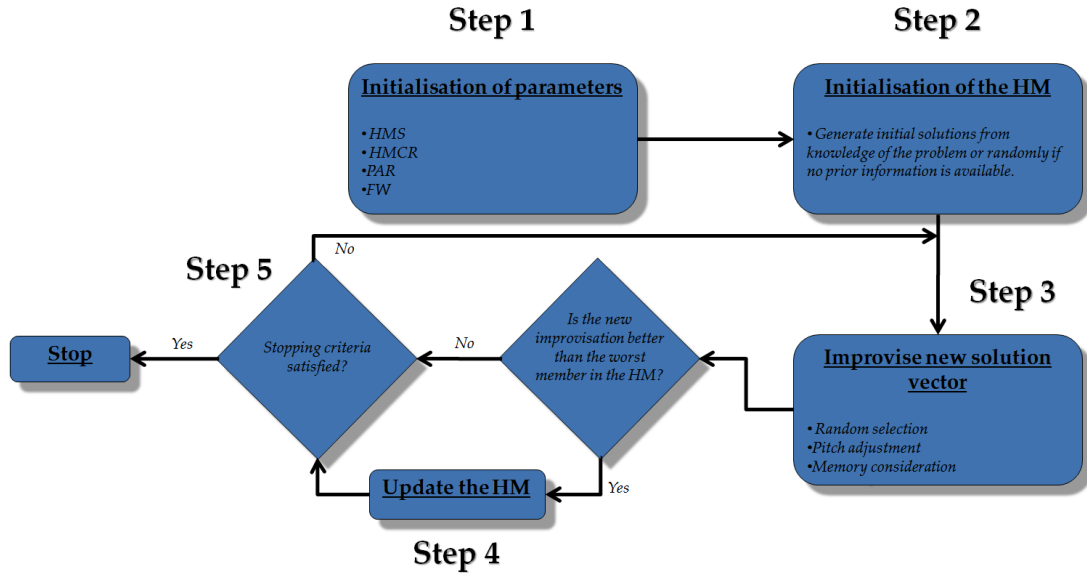 Step 1
Initialisation of parameters
• HMS
• HMCR
• PAR
• FW
Step 2
Initialisation of the HM
• Generate initial solutions from
knowledge of the problem or randomly if
no prior information is available.
Step 3
Improvise new solution
vector
• Random selection
• Pitch adjustment
• Memory consideration
Is the new
improvisation better
than the worst
member in the HM?
No
Yes
Update the HM
Step 4
Step 5
Stopping criteria
satisfied?
No
Yes
Stop